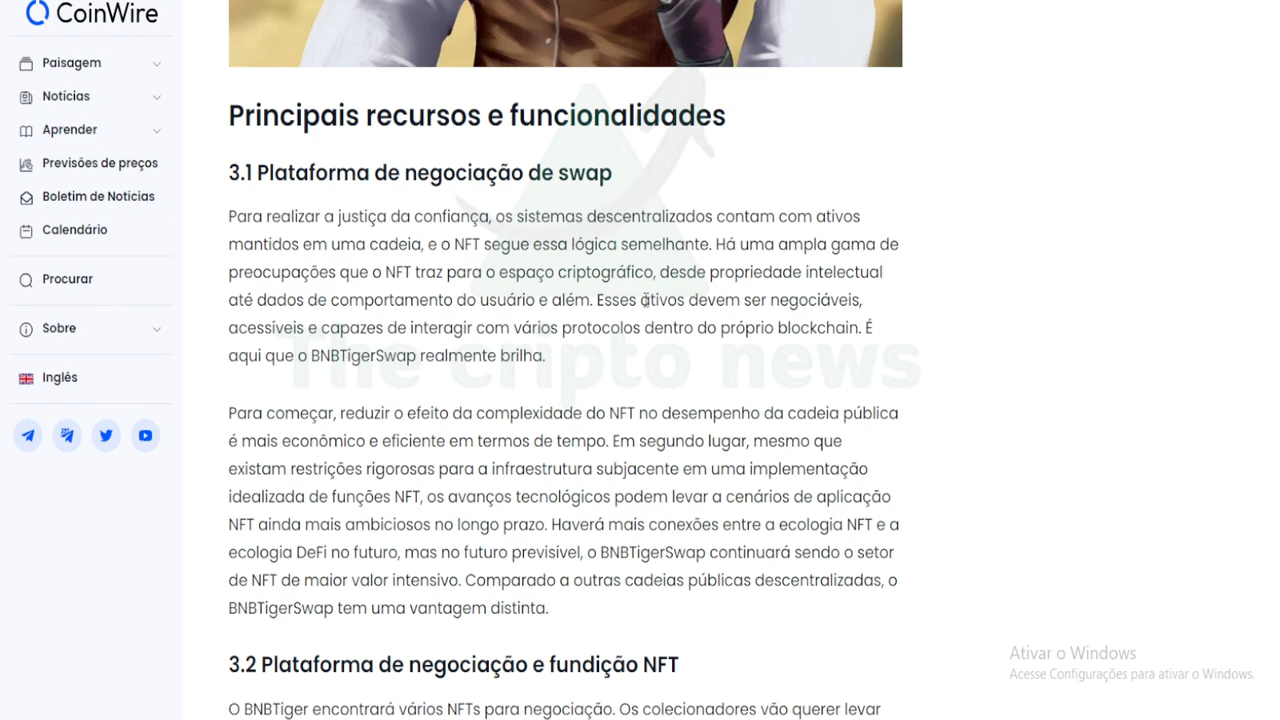 CoinWire
Paisagem
Notícias
Aprender
Previsões de preços
Boletim de Notícias
Calendário
Procurar
Sobre
Inglês
Principais recursos e funcionalidades
3.1 Plataforma de negociação de swap
Para realizar a justiça da confiança, os sistemas descentralizados contam com ativos
mantidos em uma cadeia, e o NFT segue essa lógica semelhante. Há uma ampla gama de
preocupações que o NFT traz para o espaço criptográfico, desde propriedade intelectual
até dados de comportamento do usuário e além. Esses ativos devem ser negociáveis,
acessíveis e capazes de interagir com vários protocolos dentro do próprio blockchain. É
aqui que o BNBTigerSwap realmente brilha.
The cripto news
Para começar, reduzir o efeito da complexidade do NFT no desempenho da cadeia pública
é mais econômico e eficiente em termos de tempo. Em segundo lugar, mesmo que
existam restrições rigorosas para a infraestrutura subjacente em uma implementação
idealizada de funções NFT, os avanços tecnológicos podem levar a cenários de aplicação
NFT ainda mais ambiciosos no longo prazo. Haverá mais conexões entre a ecologia NFT e a
ecologia DeFi no futuro, mas no futuro previsível, o BNBTigerSwap continuará sendo o setor
de NFT de maior valor intensivo. Comparado a outras cadeias públicas descentralizadas, o
BNBTigerSwap tem uma vantagem distinta.
3.2 Plataforma de negociação e fundição NFT
O BNBTiger encontrará vários NFTs para negociação. Os colecionadores vão querer levar
Ativar o Windows
Acesse Configurações para ativar o Windows.